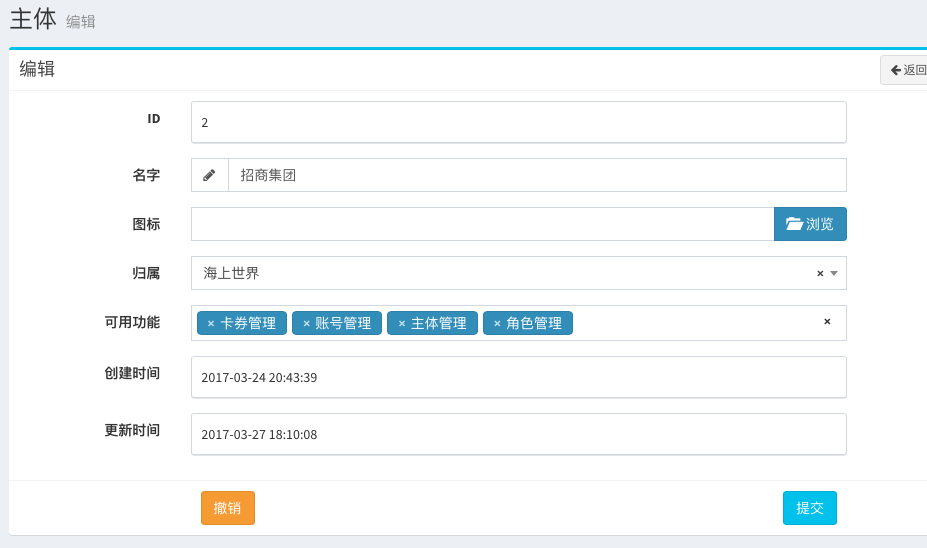 主体 编辑
编辑
返回
ID
2
名字
招商集团
图标
浏览
归属
海上世界 ×
可用功能
× 卡券管理 × 账号管理 × 主体管理 × 角色管理 ×
创建时间
2017-03-24 20:43:39
更新时间
2017-03-27 18:10:08
撤销 提交